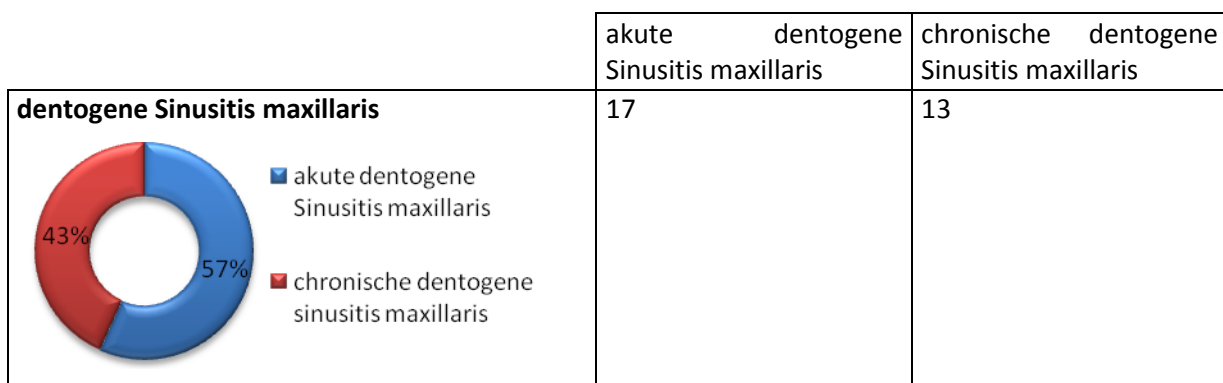 akute dentogene
Sinusitis maxillaris
chronische dentogene
Sinusitis maxillaris
dentogene Sinusitis maxillaris
17
13
akute dentogene
Sinusitis maxillaris
chronische dentogene
sinusitis maxillaris
43%
57%